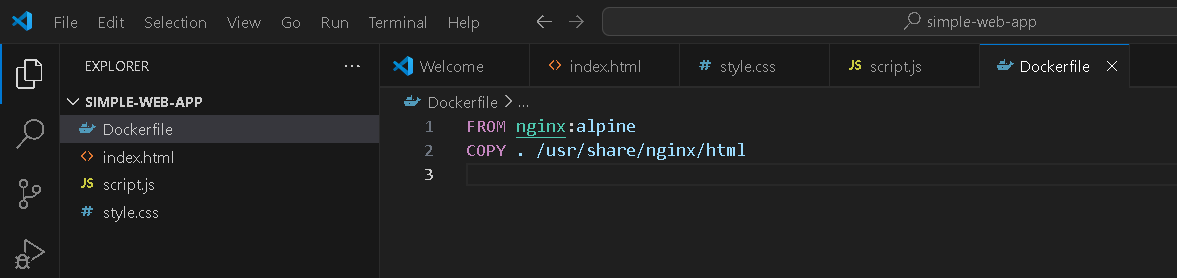 File Edit Selection View Go Run Terminal Help simple-web-app
EXPLORER ... Welcome index.html style.css JS script.js Dockerfile
SIMPLE-WEB-APP
Dockerfile
index.html
JS script.js
# style.css
Dockerfile > ...
1 FROM nginx:alpine
2 COPY . /usr/share/nginx/html
3